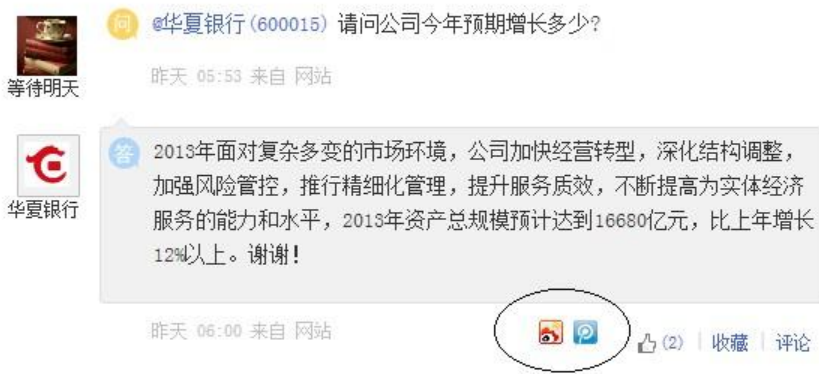 问 @华夏银行(600015) 请问公司今年预期增长多少?
等待明天
昨天 05:53 来自 网站
答 2013年面对复杂多变的市场环境，公司加快经营转型，深化结构调整，
加强风险管控，推行精细化管理，提升服务质效，不断提高为实体经济
华夏银行
服务的能力和水平，2013年资产总规模预计达到16680亿元，比上年增长
12%以上。谢谢！
昨天 06:00 来自 网站
(2) 收藏 评论